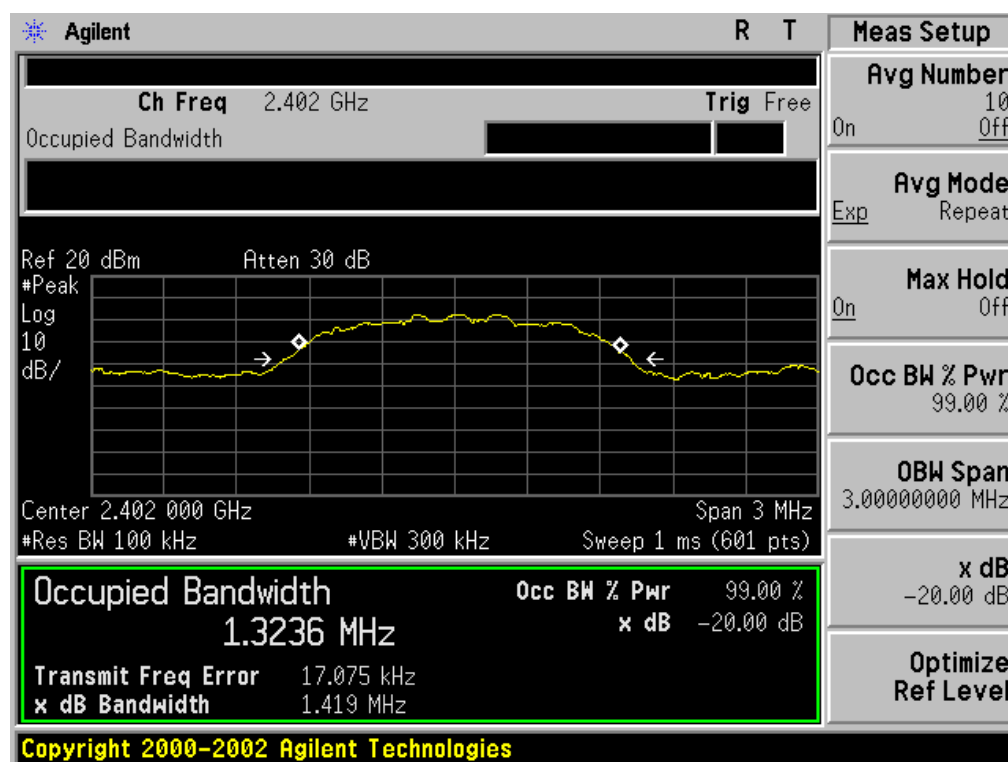 Agilent R T
Ch Freq 2.402 GHz Trig Free
Occupied Bandwidth
Ref 20 dBm Atten 30 dB
#Peak
Log
10
dB/
Center 2.402 000 GHz Span 3 MHz
#Res BW 100 kHz #VBW 300 kHz Sweep 1 ms (601 pts)
Occupied Bandwidth Occ BW % Pwr 99.00 %
1.3236 MHz x dB -20.00 dB
Transmit Freq Error 17.075 kHz
x dB Bandwidth 1.419 MHz
Copyright 2000-2002 Agilent Technologies
Meas Setup
Avg Number
10
On Off
Avg Mode
Exp Repeat
Max Hold
On Off
Occ BW % Pwr
99.00 %
OBW Span
3.00000000 MHz
x dB
-20.00 dB
Optimize
Ref Level